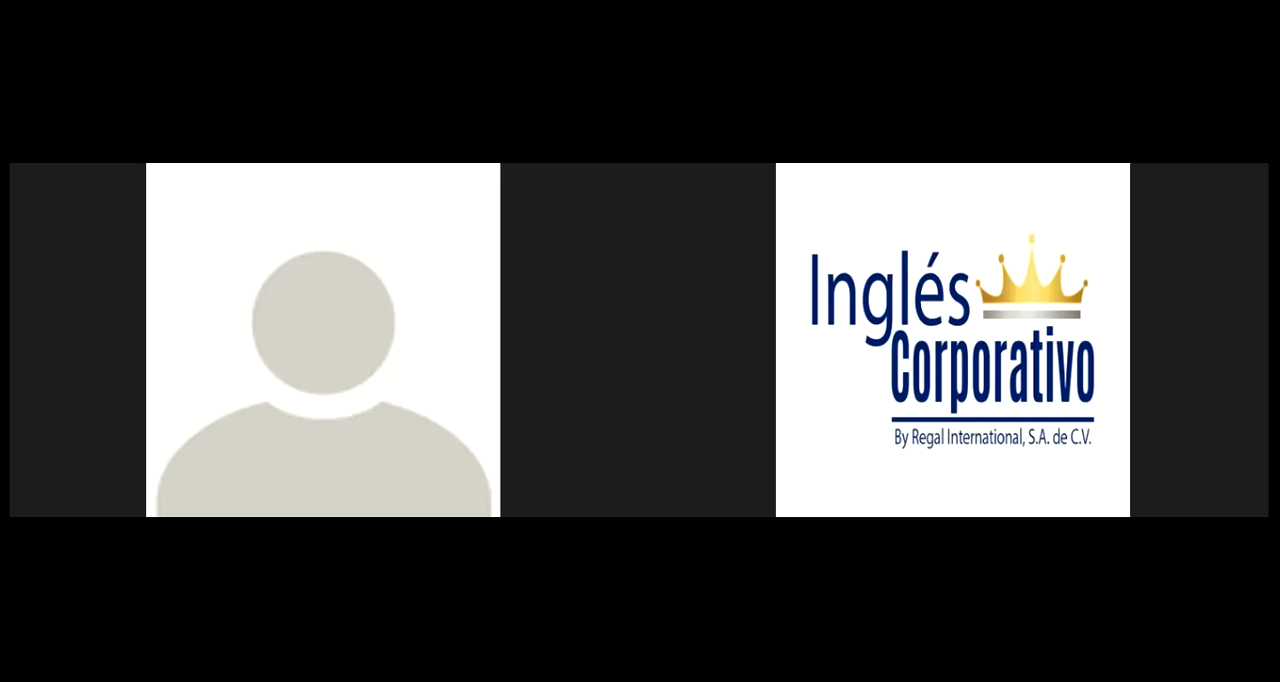 Inglés
Corporativo
By Regal International, S.A. de C.V.